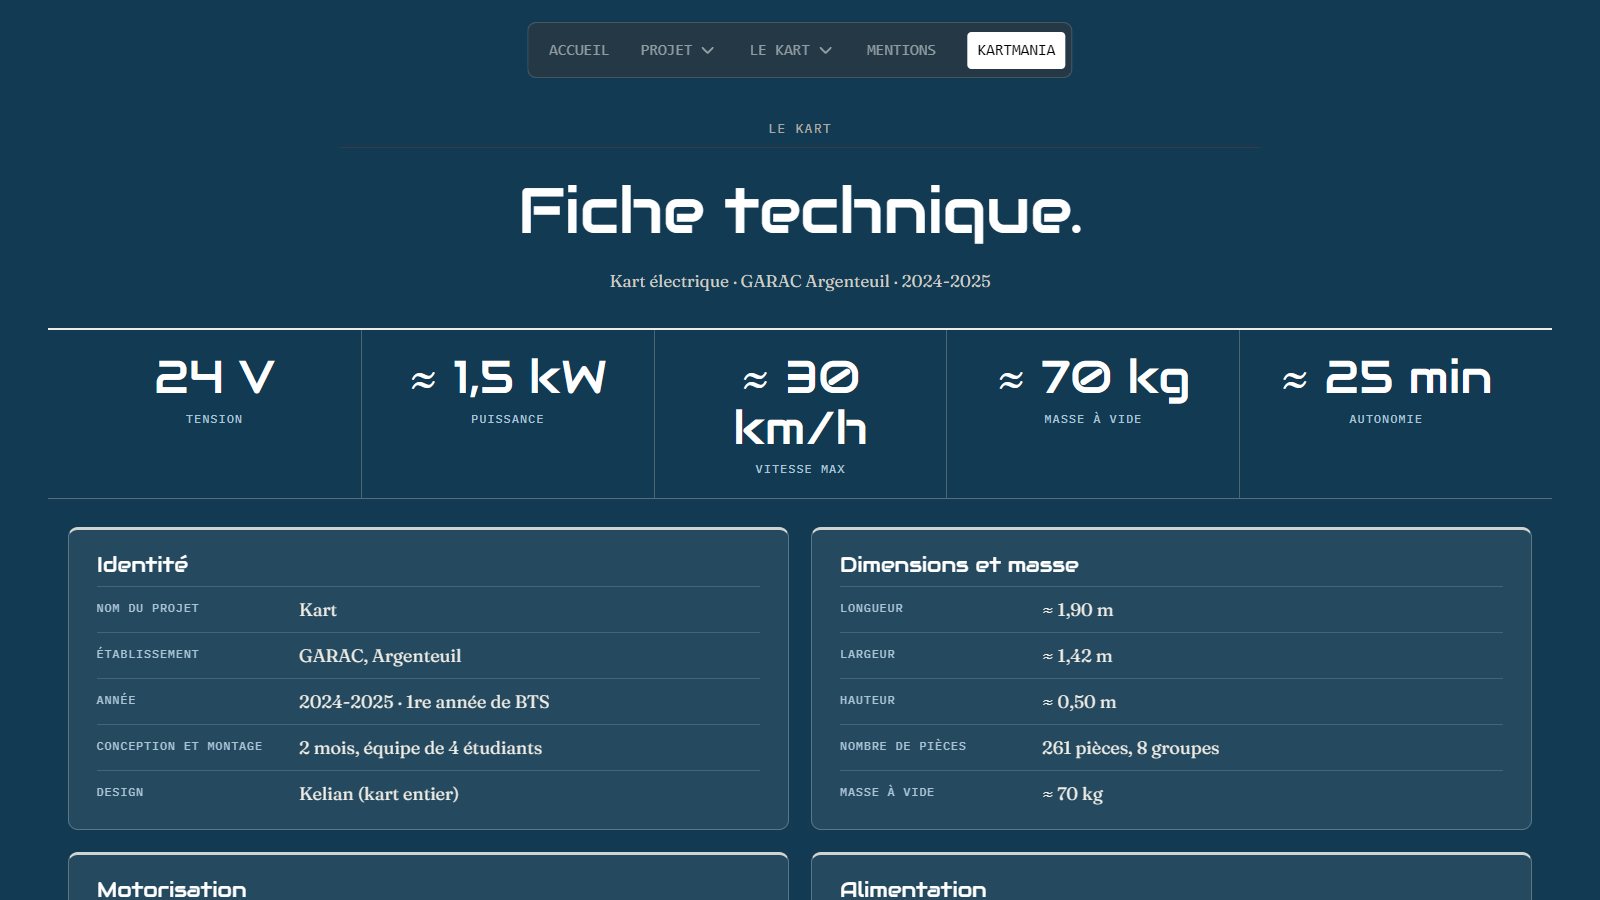 ACCUEIL PROJET LE KART MENTIONS KARTMANIA
LE KART
Fiche technique.
Kart électrique · GARAC Argenteuil · 2024-2025
24 V
TENSION
≈ 1,5 kW
PUISSANCE
≈ 30
km/h
VITESSE MAX
≈ 70 kg
MASSE À VIDE
≈ 25 min
AUTONOMIE
Identité
NOM DU PROJET Kart
ÉTABLISSEMENT GARAC, Argenteuil
ANNÉE 2024-2025 · 1re année de BTS
CONCEPTION ET MONTAGE 2 mois, équipe de 4 étudiants
DESIGN Kelian (kart entier)
Dimensions et masse
LONGUEUR ≈ 1,90 m
LARGEUR ≈ 1,42 m
HAUTEUR ≈ 0,50 m
NOMBRE DE PIÈCES 261 pièces, 8 groupes
MASSE À VIDE ≈ 70 kg
Motorisation
Alimentation